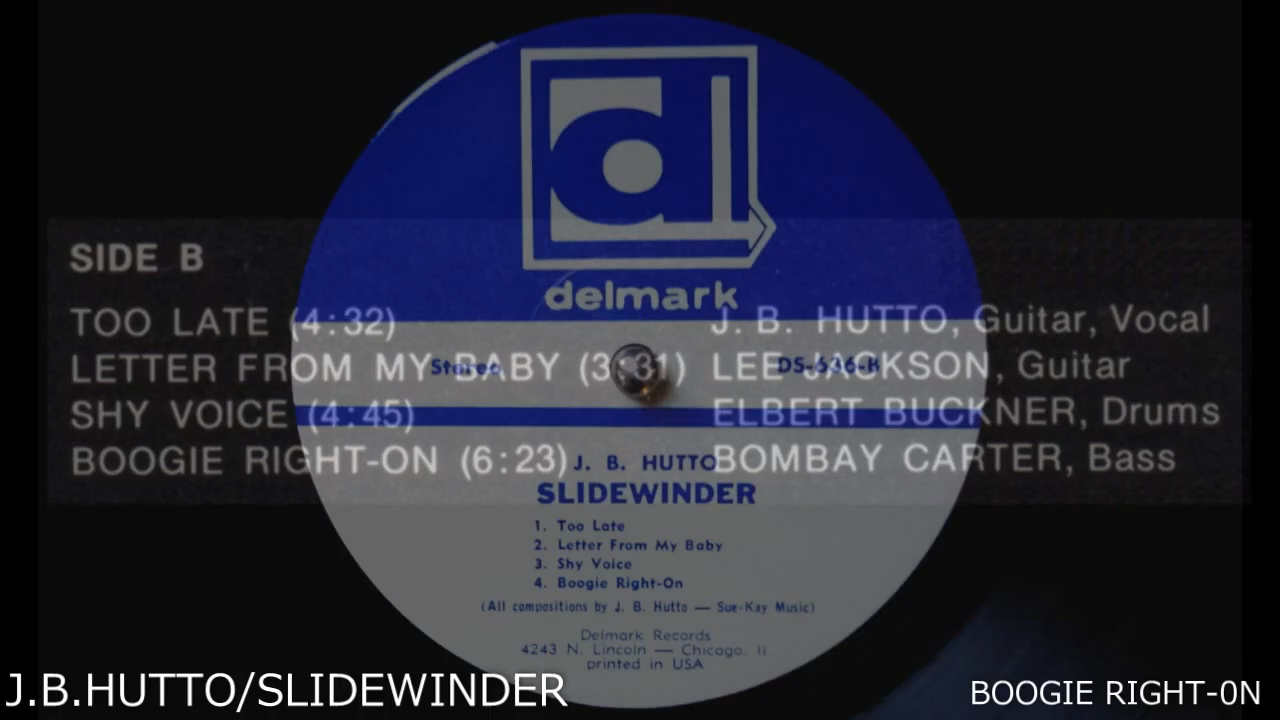 dl
delmark
SIDE B
TOO LATE (4:32)
LETTER FROM MY BABY (3:31)
SHY VOICE (4:45)
BOOGIE RIGHT-ON (6:23)
J. B. HUTTO, Guitar, Vocal
LEE JACKSON, Guitar
ELBERT BUCKNER, Drums
BOMBAY CARTER, Bass
Stereo
DS-636-B
J. B. HUTTO
SLIDEWINDER
1. Too Late
2. Letter From My Baby
3. Shy Voice
4. Boogie Right-On
(All compositions by J. B. Hutto — Sue-Kay Music)
Delmark Records
4243 N. Lincoln — Chicago, Il
printed in USA
J.B.HUTTO/SLIDEWINDER
BOOGIE RIGHT-0N